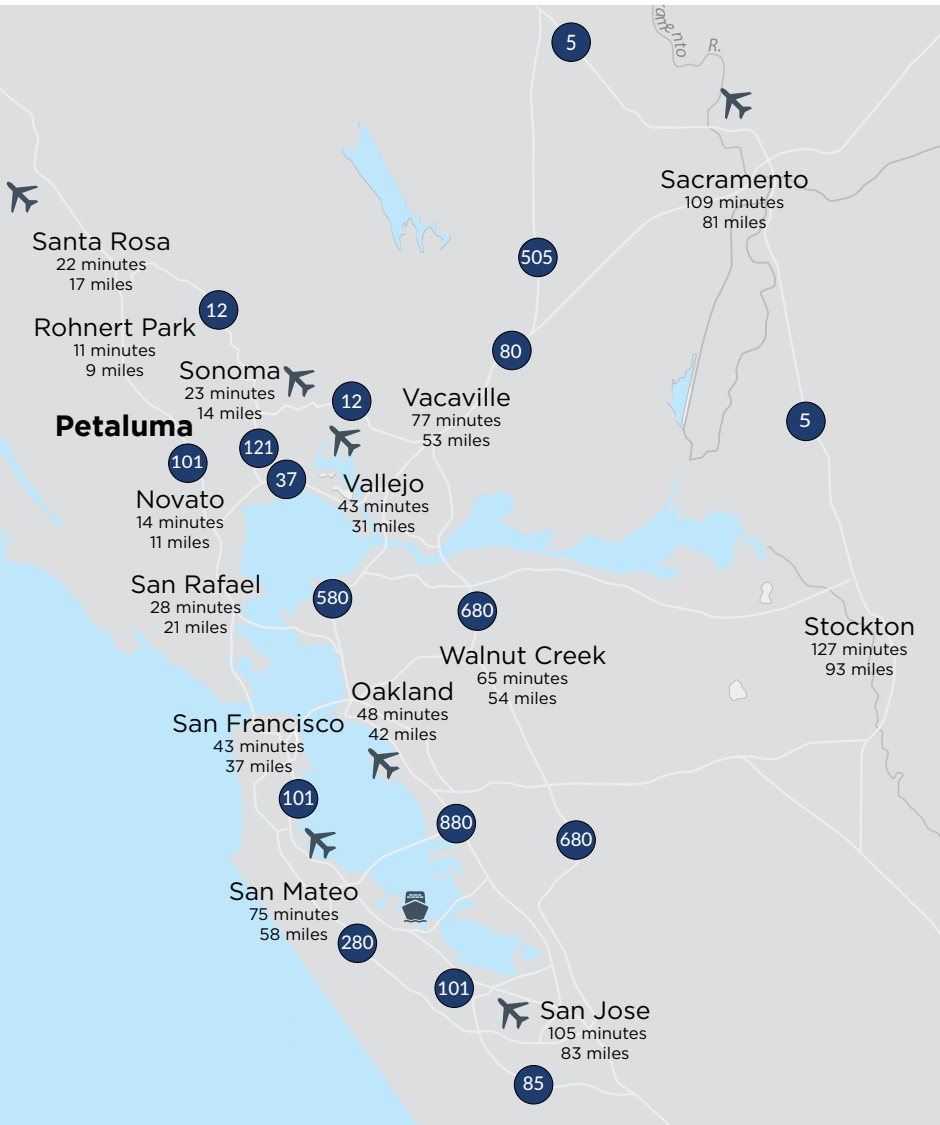 5
amento
R.
Sacramento
109 minutes
81 miles
Santa Rosa
22 minutes
17 miles
505
12
Rohnert Park
11 minutes
9 miles
80
Sonoma
23 minutes
14 miles
12
Vacaville
77 minutes
53 miles
5
Petaluma
121
101
37
Novato
14 minutes
11 miles
Vallejo
43 minutes
31 miles
San Rafael
28 minutes
21 miles
580
680
Stockton
127 minutes
93 miles
Walnut Creek
65 minutes
54 miles
Oakland
48 minutes
42 miles
San Francisco
43 minutes
37 miles
101
880
680
San Mateo
75 minutes
58 miles
280
101
San Jose
105 minutes
83 miles
85